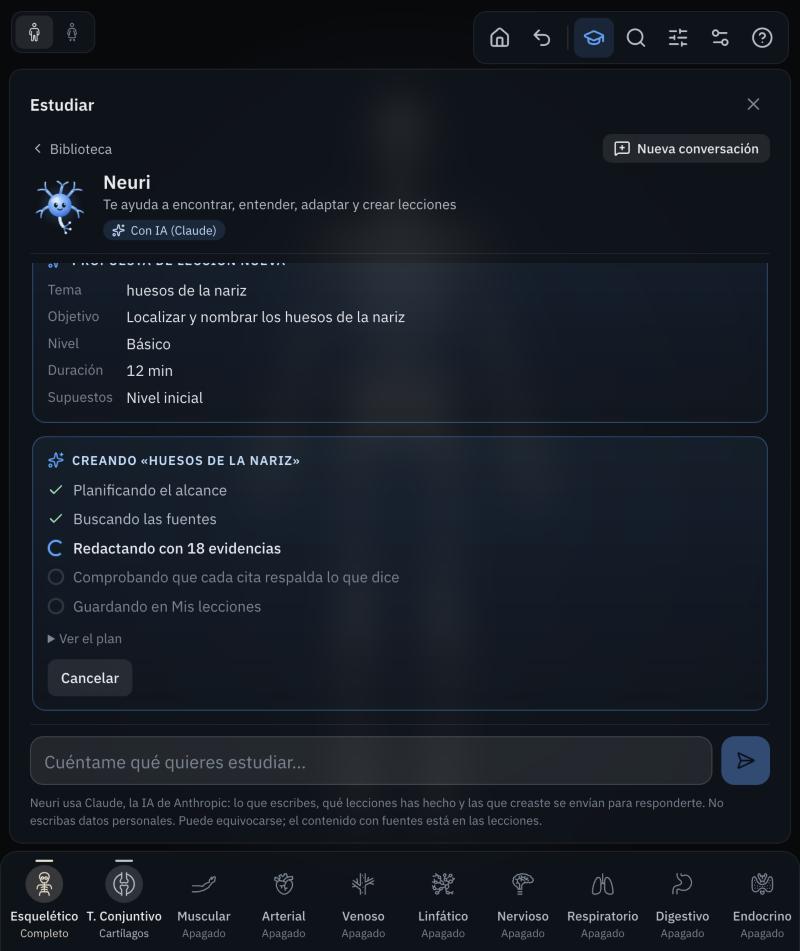 Estudiar
Biblioteca
Nueva conversación
Neuri
Te ayuda a encontrar, entender, adaptar y crear lecciones
Con IA (Claude)
PROPUESTA DE LECCIÓN NUEVA
Tema huesos de la nariz
Objetivo Localizar y nombrar los huesos de la nariz
Nivel Básico
Duración 12 min
Supuestos Nivel inicial
CREANDO «HUESOS DE LA NARIZ»
Planificando el alcance
Buscando las fuentes
Redactando con 18 evidencias
Comprobando que cada cita respalda lo que dice
Guardando en Mis lecciones
Ver el plan
Cancelar
Cuéntame qué quieres estudiar...
Neuri usa Claude, la IA de Anthropic: lo que escribes, qué lecciones has hecho y las que creaste se envían para responderte. No
escribas datos personales. Puede equivocarse; el contenido con fuentes está en las lecciones.
Esquelético T. Conjuntivo Muscular Arterial Venoso Linfático Nervioso Respiratorio Digestivo Endocrino
Completo Cartílagos Apagado Apagado Apagado Apagado Apagado Apagado Apagado Apagado